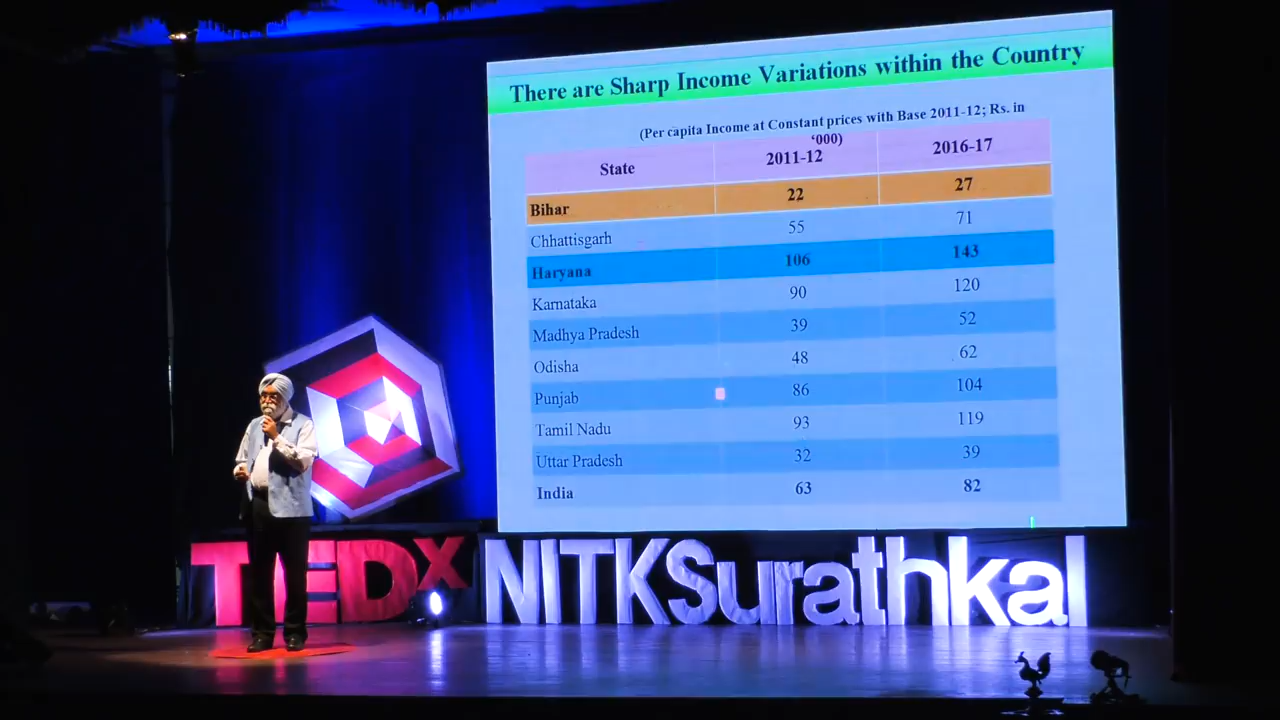 There are Sharp Income Variations within the Country
(Per capita Income at Constant prices with Base 2011-12; Rs. in
‘000)
State 2011-12 2016-17
Bihar 22 27
Chhattisgarh 55 71
Haryana 106 143
Karnataka 90 120
Madhya Pradesh 39 52
Odisha 48 62
Punjab 86 104
Tamil Nadu 93 119
Uttar Pradesh 32 39
India 63 82
TEDx NITKSurathkal